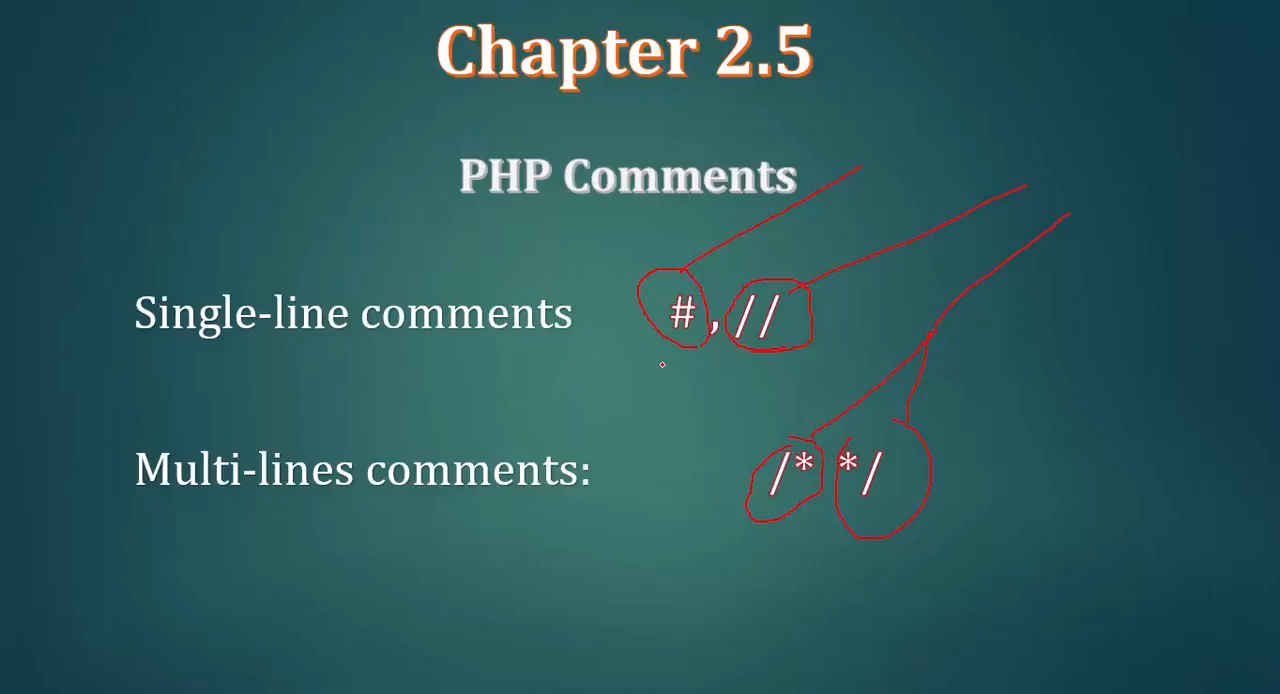 Chapter 2.5
PHP Comments
Single-line comments #, //
Multi-lines comments: /* */